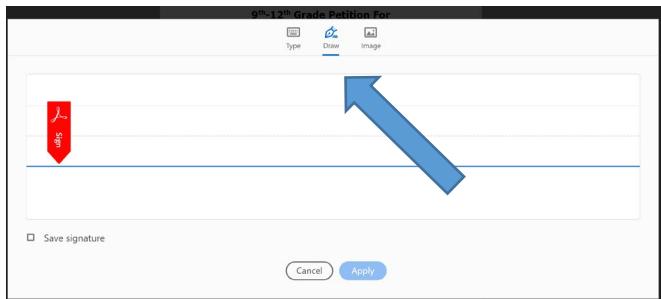 9th-12th Grade Petition For
Type Draw Image
Sign
Save signature
Cancel Apply